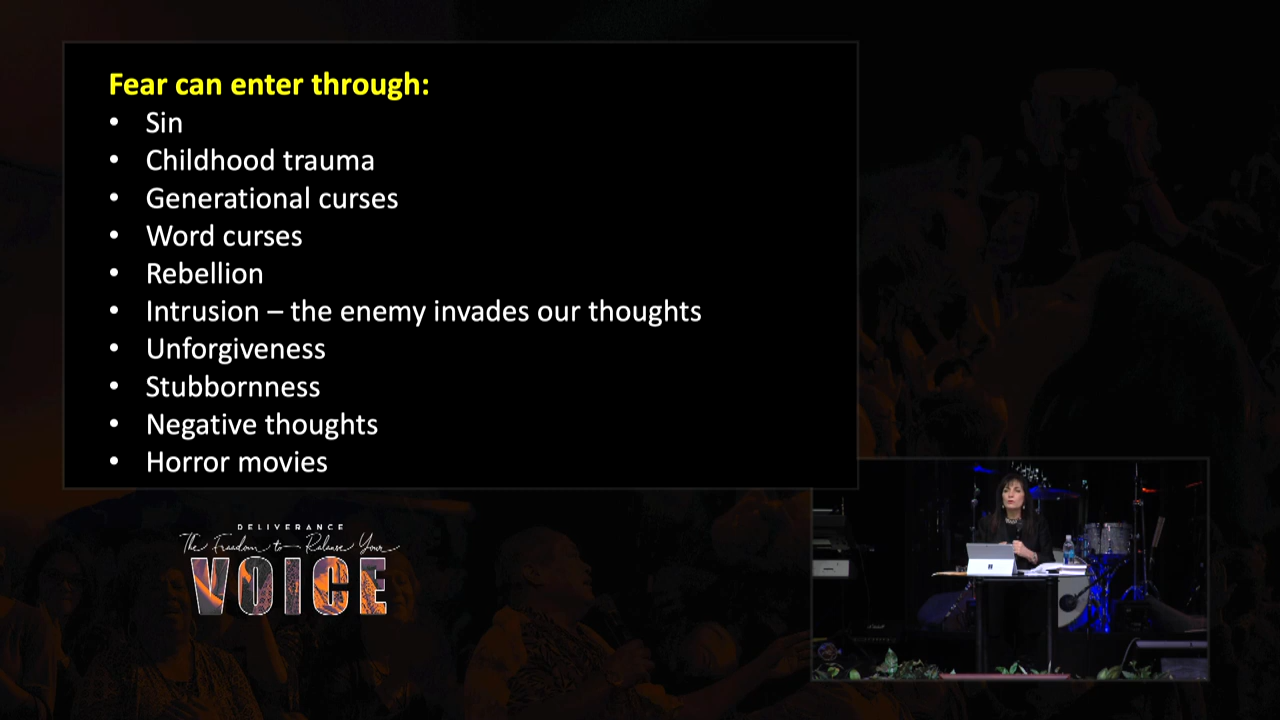 Fear can enter through:
• Sin
• Childhood trauma
• Generational curses
• Word curses
• Rebellion
• Intrusion – the enemy invades our thoughts
• Unforgiveness
• Stubbornness
• Negative thoughts
• Horror movies
DELIVERANCE
The Freedom to Release Your
VOICE